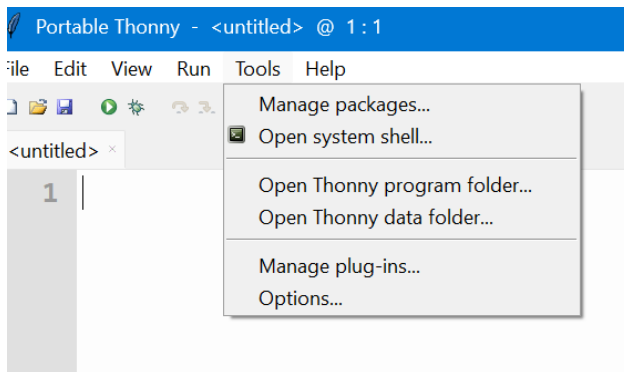 Portable Thonny - <untitled> @ 1:1
File Edit View Run Tools Help
<untitled> ×
1
Manage packages...
Open system shell...
Open Thonny program folder...
Open Thonny data folder...
Manage plug-ins...
Options...